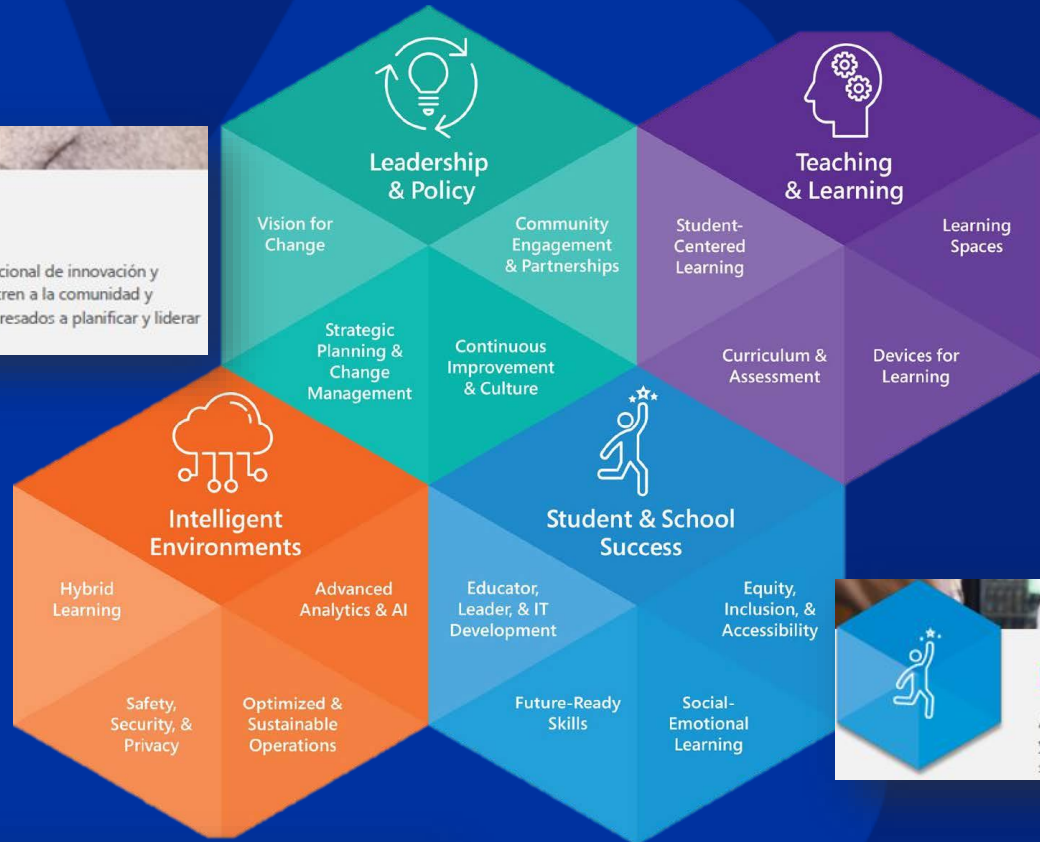 Leadership
& Policy
Vision for
Change
Community
Engagement
& Partnerships
Strategic
Planning &
Change
Management
Continuous
Improvement
& Culture
Teaching
& Learning
Student-
Centered
Learning
Learning
Spaces
Curriculum &
Assessment
Devices for
Learning
cional de innovación y
tren a la comunidad y
resados a planificar y liderar
Intelligent
Environments
Hybrid
Learning
Advanced
Analytics & AI
Safety,
Security, &
Privacy
Optimized &
Sustainable
Operations
Student & School
Success
Educator,
Leader, & IT
Development
Equity,
Inclusion, &
Accessibility
Future-Ready
Skills
Social-
Emotional
Learning